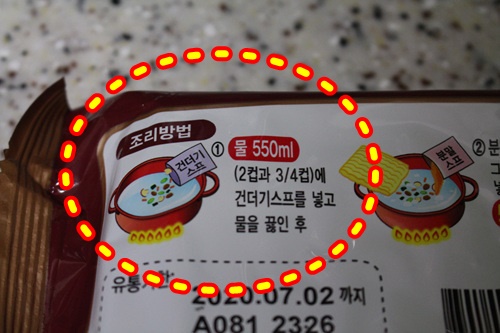 조리방법
건더기
스프
①
물 550ml
(2컵과 3/4컵)에
건더기스프를 넣고
물을 끓인 후
분말
스프
② 분
유통기한:
2020.07.02 까지
A081 2326